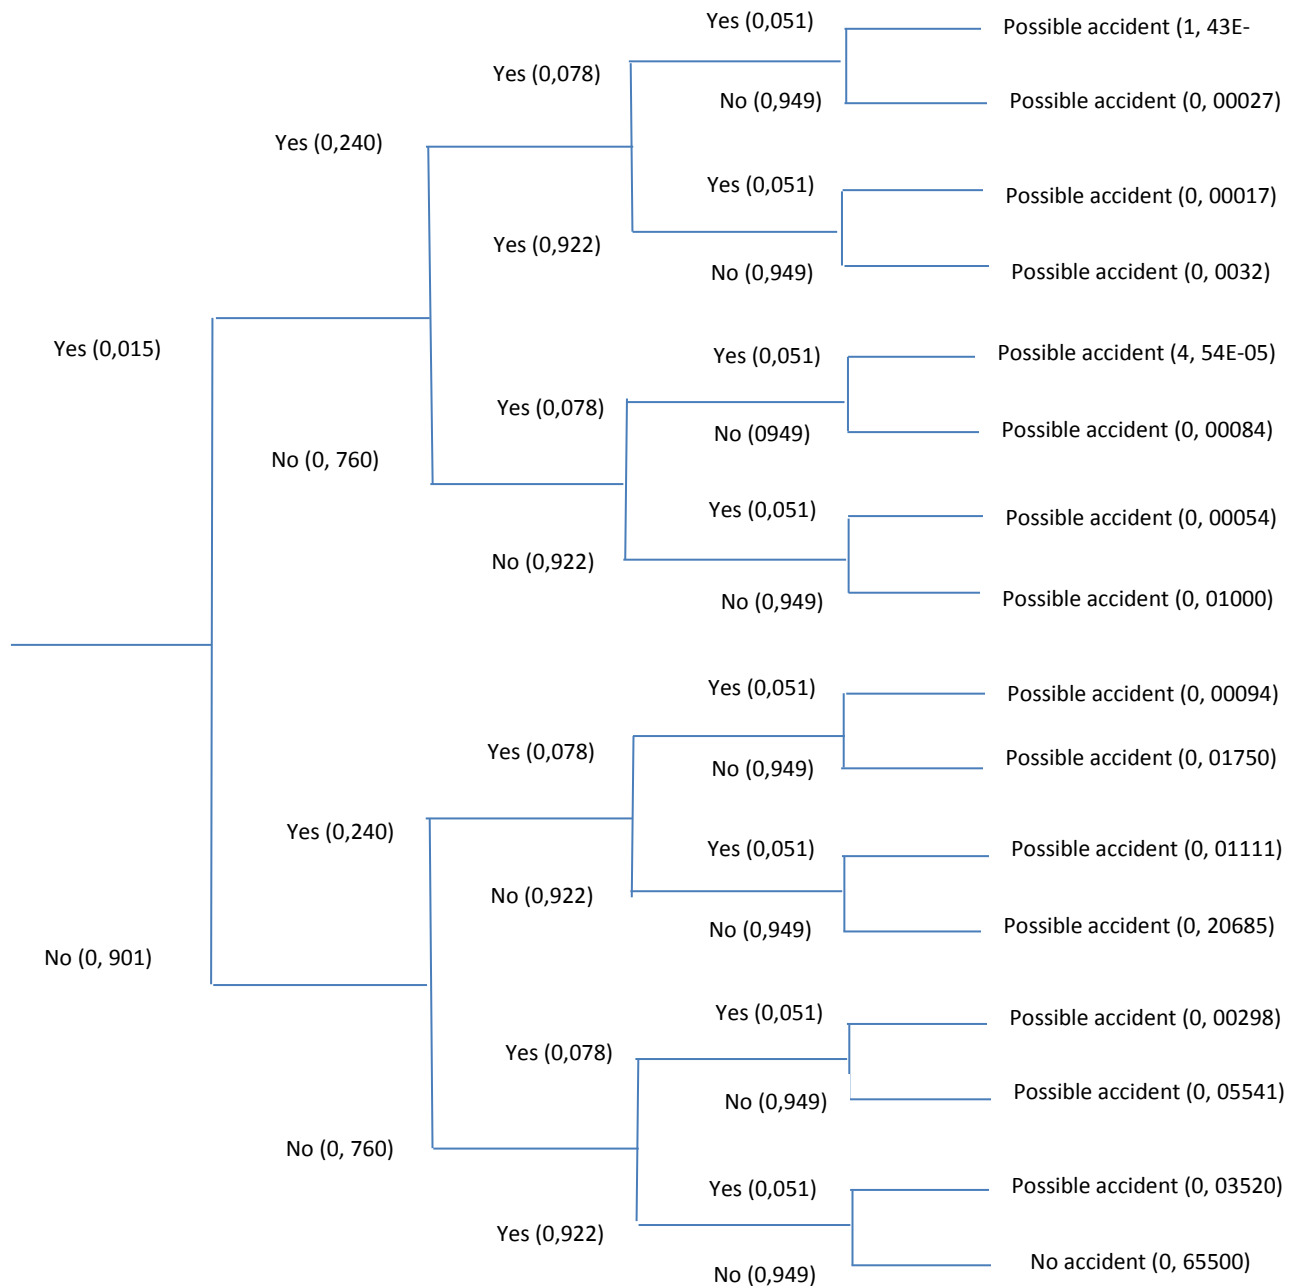 Yes (0,051)
Possible accident (1, 43E-
Yes (0,078)
No (0,949)
Possible accident (0, 00027)
Yes (0,240)
Yes (0,051)
Possible accident (0, 00017)
Yes (0,922)
No (0,949)
Possible accident (0, 0032)
Yes (0,015)
Yes (0,051)
Possible accident (4, 54E-05)
Yes (0,078)
No (0949)
Possible accident (0, 00084)
No (0, 760)
Yes (0,051)
Possible accident (0, 00054)
No (0,922)
No (0,949)
Possible accident (0, 01000)
Yes (0,051)
Possible accident (0, 00094)
Yes (0,078)
No (0,949)
Possible accident (0, 01750)
Yes (0,240)
Yes (0,051)
Possible accident (0, 01111)
No (0,922)
No (0,949)
Possible accident (0, 20685)
No (0, 901)
Yes (0,051)
Possible accident (0, 00298)
Yes (0,078)
No (0,949)
Possible accident (0, 05541)
No (0, 760)
Yes (0,051)
Possible accident (0, 03520)
Yes (0,922)
No (0,949)
No accident (0, 65500)